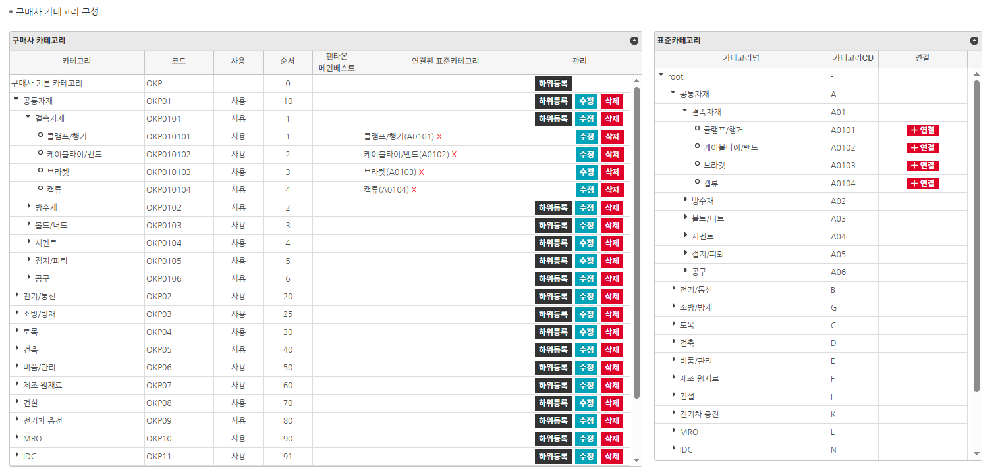 • 구매사 카테고리 구성
구매사 카테고리
카테고리 코드 사용 순서 팬타온 메인베스트 연결된 표준카테고리 관리
구매사 기본 카테고리 OKP 0 하위등록
공통자재 OKP01 사용 10 하위등록 수정 삭제
결속자재 OKP0101 사용 1 하위등록 수정 삭제
클램프/행거 OKP010101 사용 1 클램프/행거(A0101) X 수정 삭제
케이블타이/밴드 OKP010102 사용 2 케이블타이/밴드(A0102) X 수정 삭제
브라켓 OKP010103 사용 3 브라켓(A0103) X 수정 삭제
캡류 OKP010104 사용 4 캡류(A0104) X 수정 삭제
방수재 OKP0102 사용 2 하위등록 수정 삭제
볼트/너트 OKP0103 사용 3 하위등록 수정 삭제
시멘트 OKP0104 사용 4 하위등록 수정 삭제
접지/피뢰 OKP0105 사용 5 하위등록 수정 삭제
공구 OKP0106 사용 6 하위등록 수정 삭제
전기/통신 OKP02 사용 20 하위등록 수정 삭제
소방/방재 OKP03 사용 25 하위등록 수정 삭제
토목 OKP04 사용 30 하위등록 수정 삭제
건축 OKP05 사용 40 하위등록 수정 삭제
비품/관리 OKP06 사용 50 하위등록 수정 삭제
제조 원재료 OKP07 사용 60 하위등록 수정 삭제
건설 OKP08 사용 70 하위등록 수정 삭제
전기차 충전 OKP09 사용 80 하위등록 수정 삭제
MRO OKP10 사용 90 하위등록 수정 삭제
IDC OKP11 사용 91 하위등록 수정 삭제
표준카테고리
카테고리명 카테고리CD 연결
root -
공통자재 A
결속자재 A01
클램프/행거 A0101 + 연결
케이블타이/밴드 A0102 + 연결
브라켓 A0103 + 연결
캡류 A0104 + 연결
방수재 A02
볼트/너트 A03
시멘트 A04
접지/피뢰 A05
공구 A06
전기/통신 B
소방/방재 G
토목 C
건축 D
비품/관리 E
제조 원재료 F
건설 I
전기차 충전 K
MRO L
IDC N